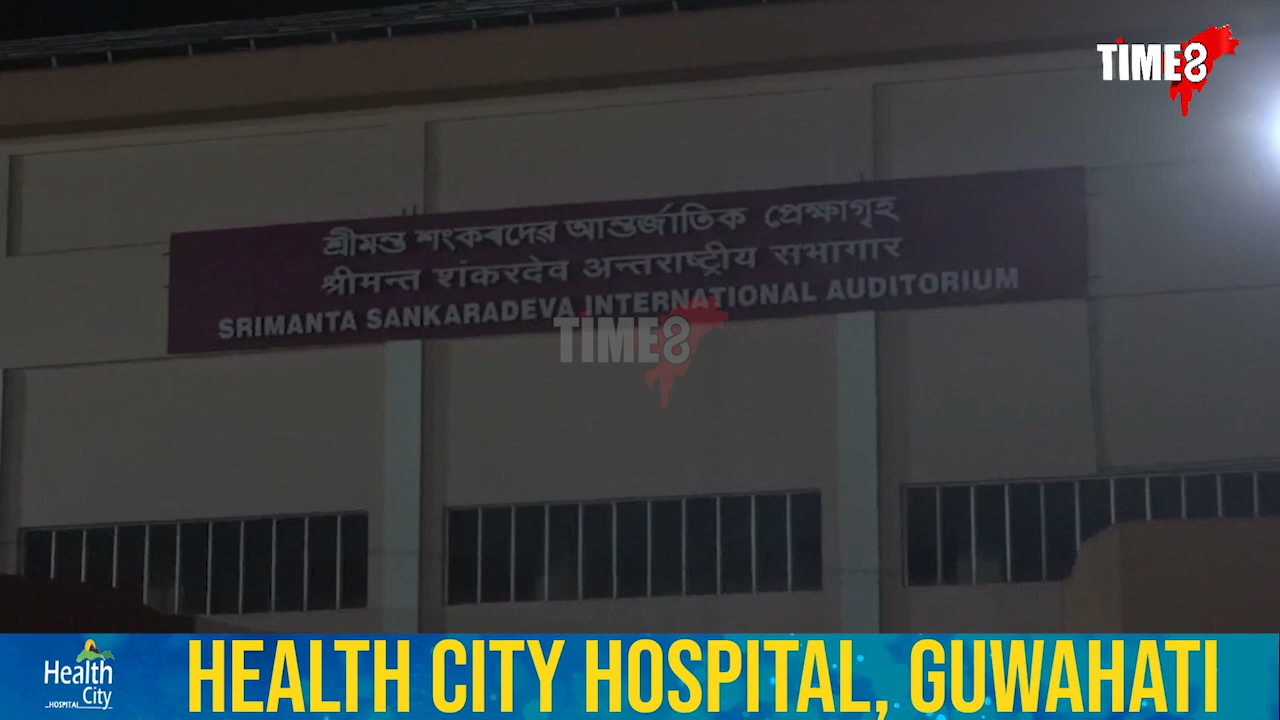 TIME8
শ্ৰীমন্ত শংকৰদেৱ আন্তৰ্জাতিক প্ৰেক্ষাগৃহ
श्रीमन्त शंकरदेव अन्तराष्ट्रीय सभागार
SRIMANTA SANKARADEVA INTERNATIONAL AUDITORIUM
TIME8
Health City
HOSPITAL
HEALTH CITY HOSPITAL, GUWAHATI